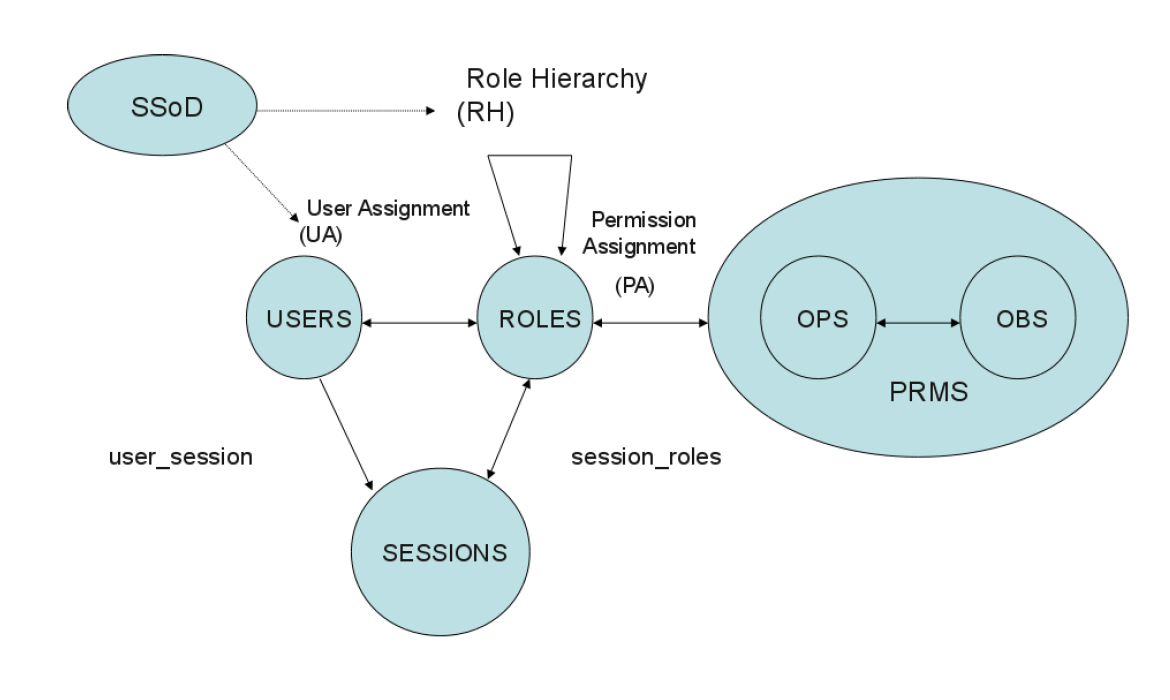 SSoD
Role Hierarchy
(RH)
User Assignment
(UA)
Permission
Assignment
(PA)
USERS
ROLES
OPS
OBS
PRMS
user_session
session_roles
SESSIONS